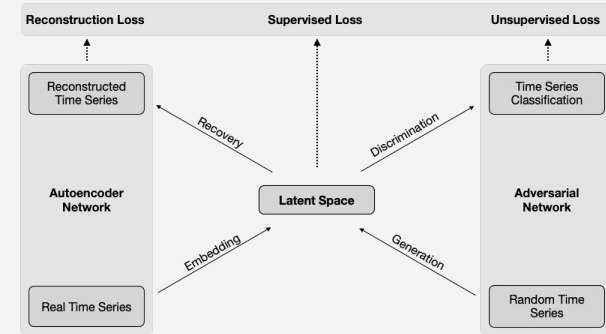 Reconstruction Loss
Supervised Loss
Unsupervised Loss
Reconstructed
Time Series
Time Series
Classification
Recovery
Discrimination
Autoencoder
Network
Latent Space
Adversarial
Network
Embedding
Generation
Real Time Series
Random Time
Series